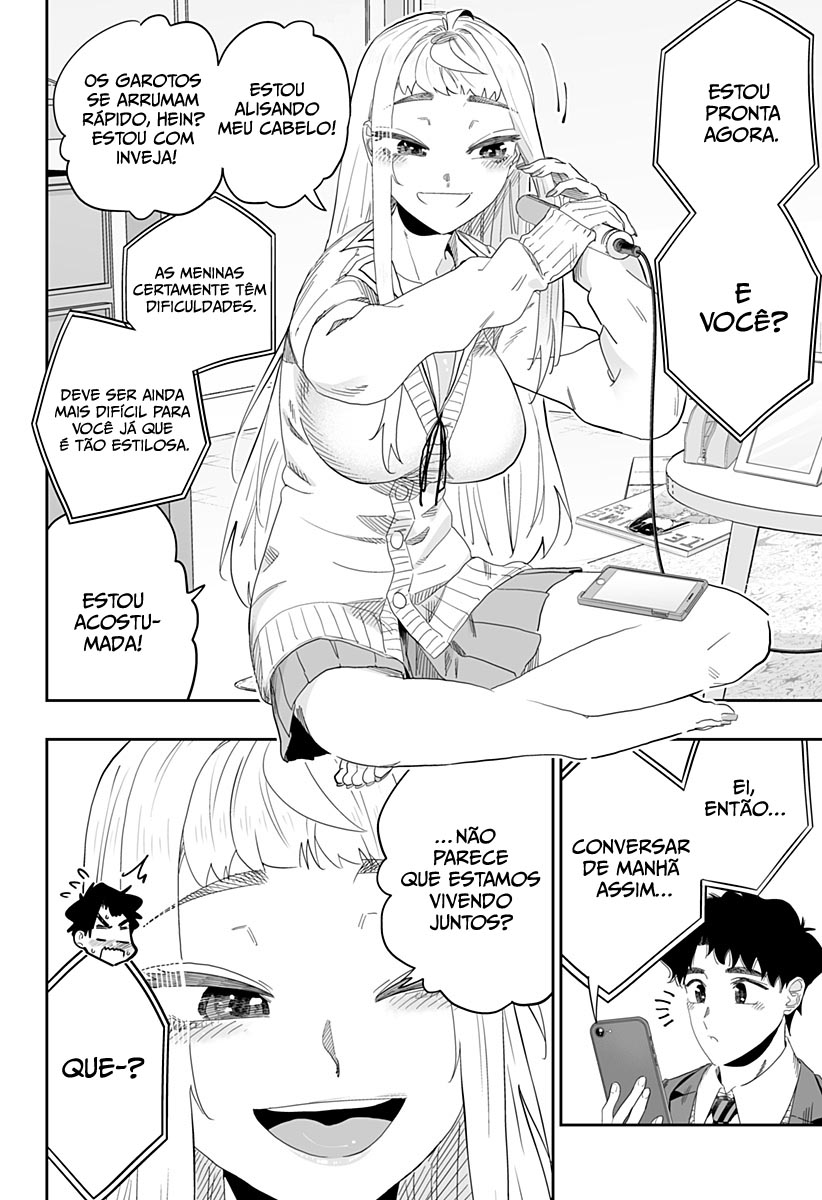 ESTOU
PRONTA
AGORA.
E
VOCÊ?
ESTOU
ALISANDO
MEU CABELO!
OS GAROTOS
SE ARRUMAM
RÁPIDO, HEIN?
ESTOU COM
INVEJA!
AS MENINAS
CERTAMENTE TÊM
DIFICULDADES.
DEVE SER AINDA
MAIS DIFÍCIL PARA
VOCÊ JÁ QUE
É TÃO ESTILOSA.
ESTOU
ACOSTU-
MADA!
EI,
ENTÃO...
CONVERSAR
DE MANHÃ
ASSIM...
...NÃO
PARECE
QUE ESTAMOS
VIVENDO
JUNTOS?
QUE-?